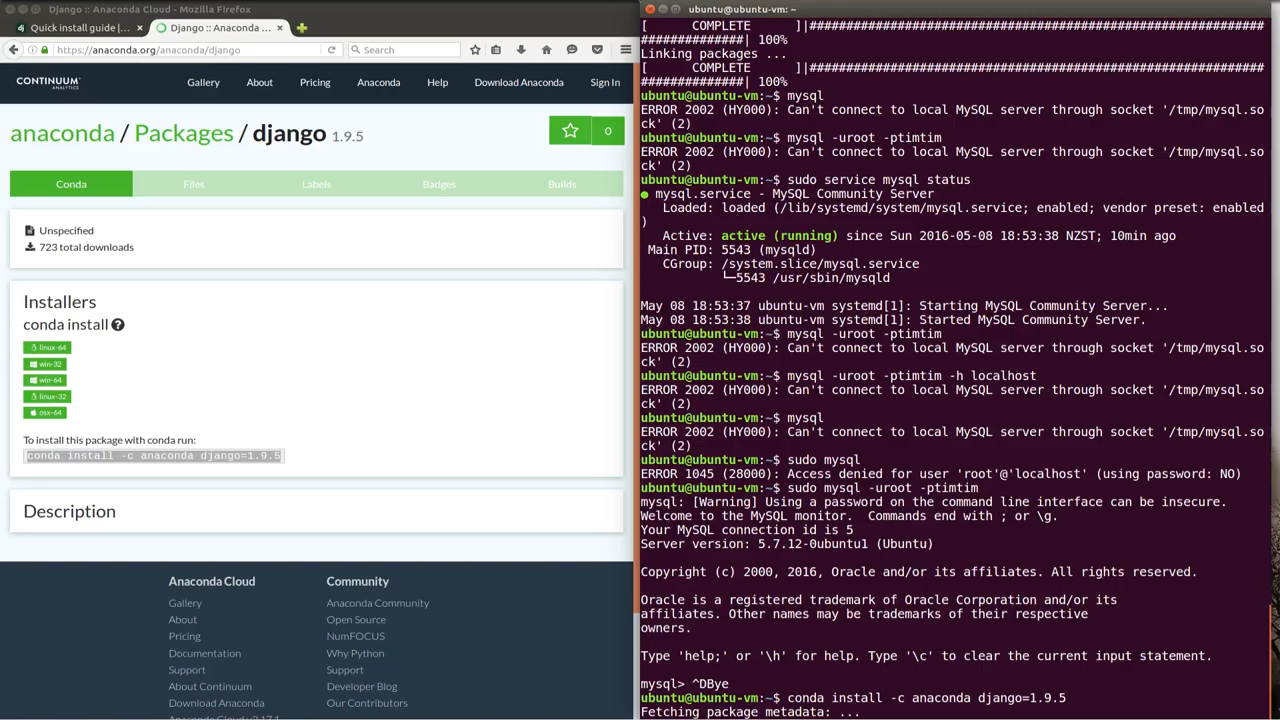 Django :: Anaconda Cloud - Mozilla Firefox
dj Quick install guide |... × Django :: Anaconda ... ×
https://anaconda.org/anaconda/django
Search
CONTINUUM
ANALYTICS
Gallery About Pricing Anaconda Help Download Anaconda Sign In
anaconda / Packages / django 1.9.5
0
Conda Files Labels Badges Builds
Unspecified
723 total downloads
Installers
conda install ?
linux-64
win-32
win-64
linux-32
osx-64
To install this package with conda run:
conda install -c anaconda django=1.9.5
Description
Anaconda Cloud
Gallery
About
Pricing
Documentation
Support
About Continuum
Download Anaconda
Anaconda Cloud v2.17.1
Community
Anaconda Community
Open Source
NumFOCUS
Why Python
Support
Developer Blog
Our Contributors
ubuntu@ubuntu-vm: ~
[      COMPLETE      ]|##############################################################
##############| 100%
Linking packages ...
[      COMPLETE      ]|##############################################################
##############| 100%
ubuntu@ubuntu-vm:~$ mysql
ERROR 2002 (HY000): Can't connect to local MySQL server through socket '/tmp/mysql.so
ck' (2)
ubuntu@ubuntu-vm:~$ mysql -uroot -ptimtim
ERROR 2002 (HY000): Can't connect to local MySQL server through socket '/tmp/mysql.so
ck' (2)
ubuntu@ubuntu-vm:~$ sudo service mysql status
● mysql.service - MySQL Community Server
   Loaded: loaded (/lib/systemd/system/mysql.service; enabled; vendor preset: enabled
)
   Active: active (running) since Sun 2016-05-08 18:53:38 NZST; 10min ago
 Main PID: 5543 (mysqld)
   CGroup: /system.slice/mysql.service
           └─5543 /usr/sbin/mysqld
May 08 18:53:37 ubuntu-vm systemd[1]: Starting MySQL Community Server...
May 08 18:53:38 ubuntu-vm systemd[1]: Started MySQL Community Server.
ubuntu@ubuntu-vm:~$ mysql -uroot -ptimtim
ERROR 2002 (HY000): Can't connect to local MySQL server through socket '/tmp/mysql.so
ck' (2)
ubuntu@ubuntu-vm:~$ mysql -uroot -ptimtim -h localhost
ERROR 2002 (HY000): Can't connect to local MySQL server through socket '/tmp/mysql.so
ck' (2)
ubuntu@ubuntu-vm:~$ mysql
ERROR 2002 (HY000): Can't connect to local MySQL server through socket '/tmp/mysql.so
ck' (2)
ubuntu@ubuntu-vm:~$ sudo mysql
ERROR 1045 (28000): Access denied for user 'root'@'localhost' (using password: NO)
ubuntu@ubuntu-vm:~$ sudo mysql -uroot -ptimtim
mysql: [Warning] Using a password on the command line interface can be insecure.
Welcome to the MySQL monitor.  Commands end with ; or \g.
Your MySQL connection id is 5
Server version: 5.7.12-0ubuntu1 (Ubuntu)
Copyright (c) 2000, 2016, Oracle and/or its affiliates. All rights reserved.
Oracle is a registered trademark of Oracle Corporation and/or its
affiliates. Other names may be trademarks of their respective
owners.
Type 'help;' or '\h' for help. Type '\c' to clear the current input statement.
mysql> ^DBye
ubuntu@ubuntu-vm:~$ conda install -c anaconda django=1.9.5
Fetching package metadata: ...